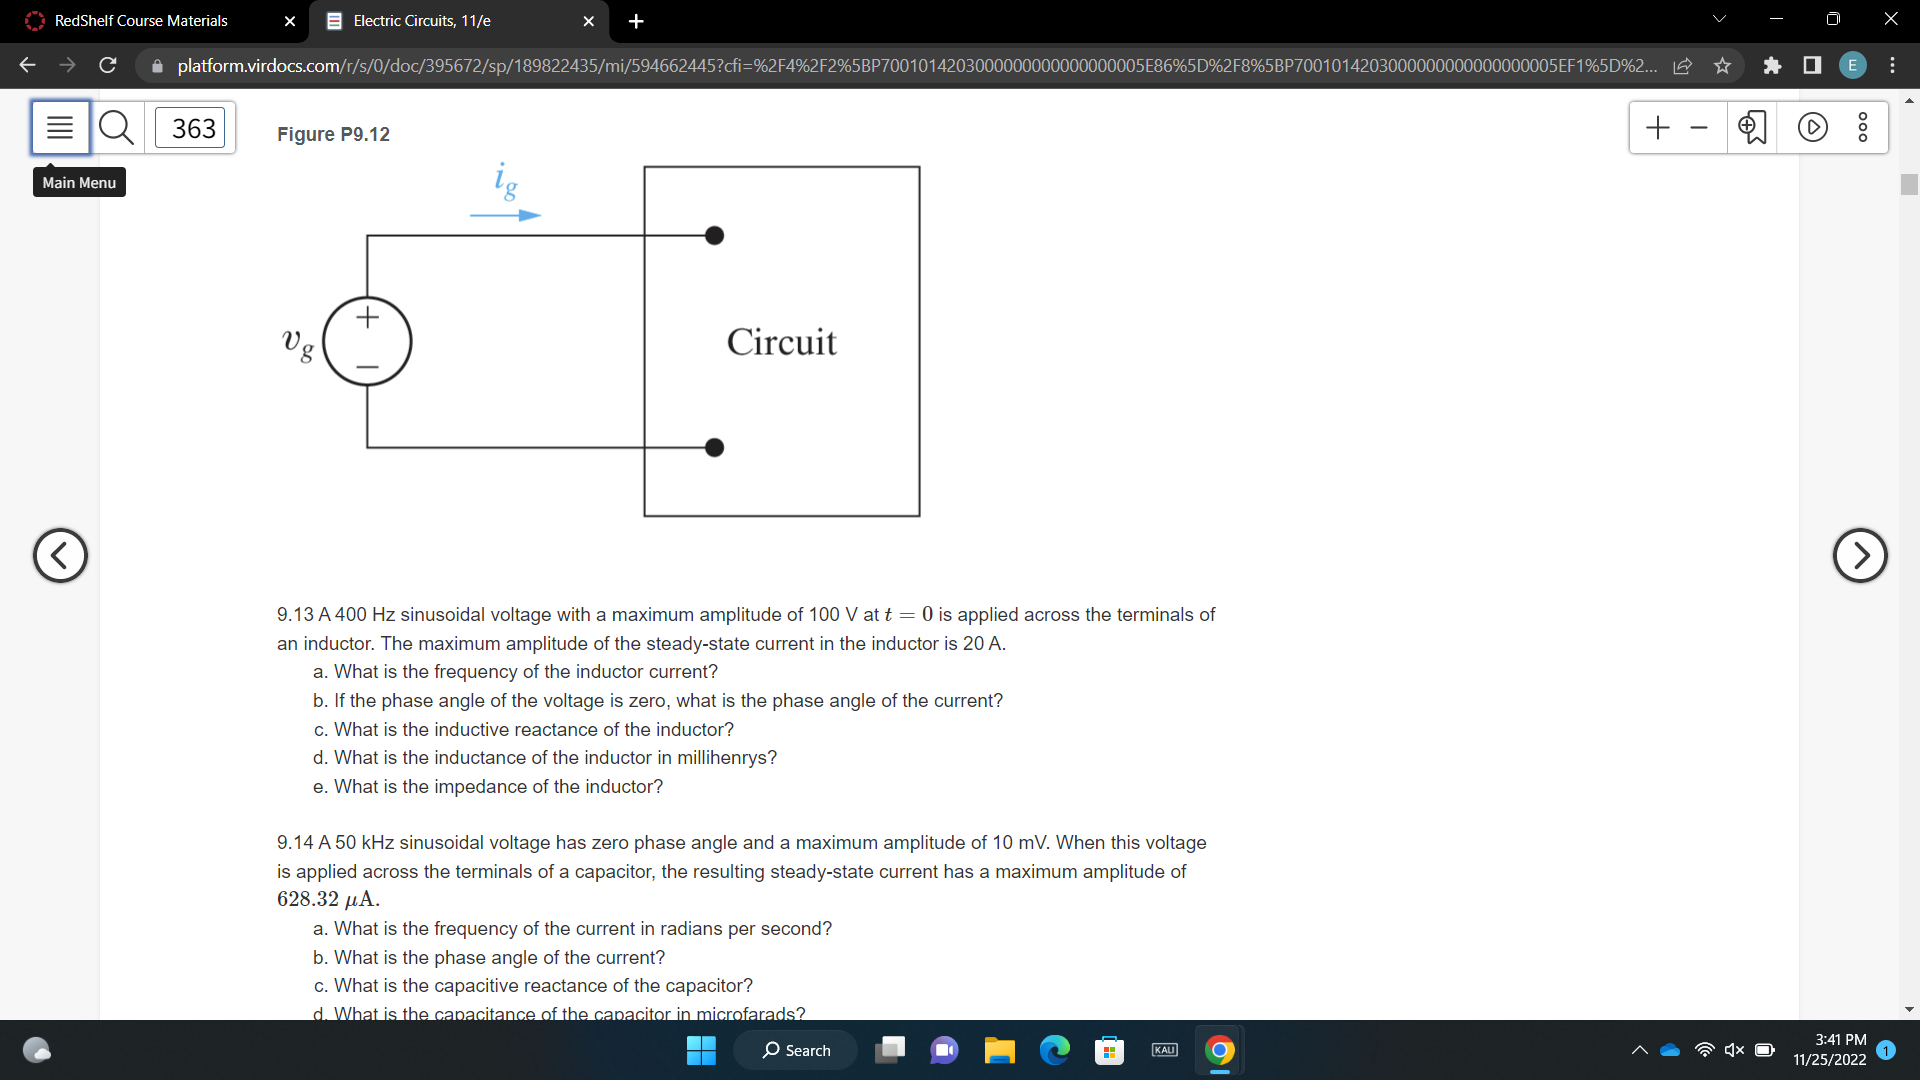 RedShelf Course Materials
Electric Circuits, 11/e
platform.virdocs.com/r/s/0/doc/395672/sp/189822435/mi/594662445?cfi=%2F4%2F2%5BP7001014203000000000000000005E86%5D%2F8%5BP7001014203000000000000000005EF1%5D%2...
E
363
Main Menu
Figure P9.12
i_g
+
v_g
−
Circuit
9.13 A 400 Hz sinusoidal voltage with a maximum amplitude of 100 V at t = 0 is applied across the terminals of
an inductor. The maximum amplitude of the steady-state current in the inductor is 20 A.
a. What is the frequency of the inductor current?
b. If the phase angle of the voltage is zero, what is the phase angle of the current?
c. What is the inductive reactance of the inductor?
d. What is the inductance of the inductor in millihenrys?
e. What is the impedance of the inductor?
9.14 A 50 kHz sinusoidal voltage has zero phase angle and a maximum amplitude of 10 mV. When this voltage
is applied across the terminals of a capacitor, the resulting steady-state current has a maximum amplitude of
628.32 μA.
a. What is the frequency of the current in radians per second?
b. What is the phase angle of the current?
c. What is the capacitive reactance of the capacitor?
d. What is the capacitance of the capacitor in microfarads?
Search
KALI
3:41 PM
11/25/2022
1